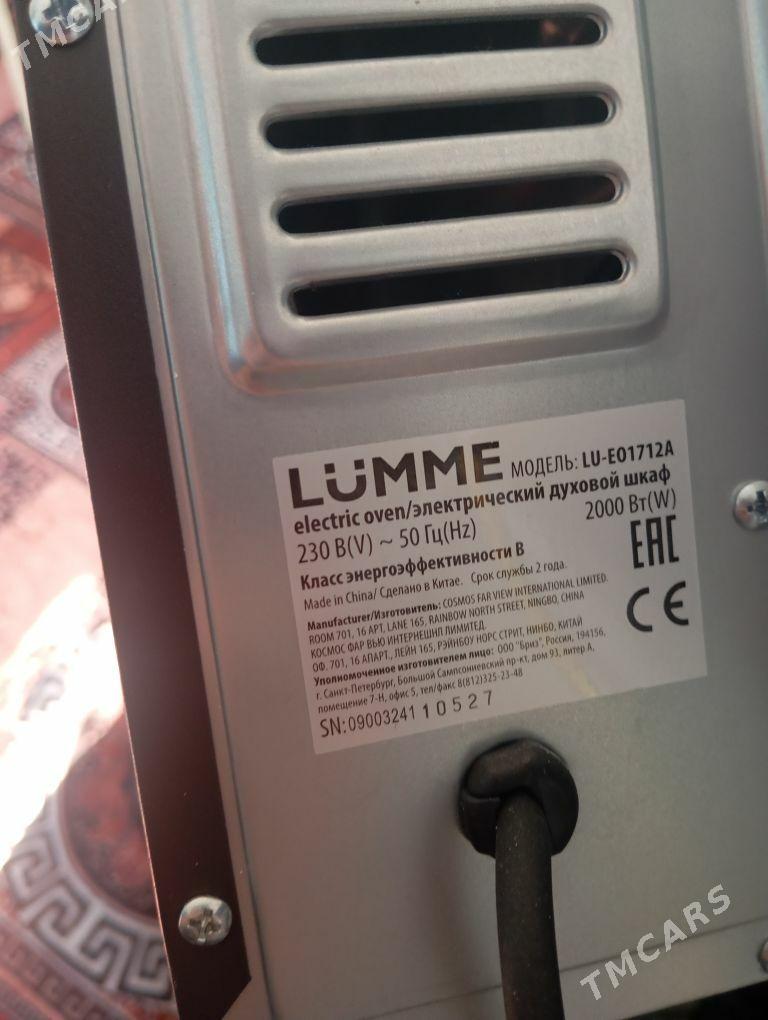 TMCARS
LUMME МОДЕЛЬ: LU-EO1712A
electric oven/электрический духовой шкаф
230 В(V) ~ 50 Гц(Hz) 2000 Вт(W)
Класс энергоэффективности B
Made in China/ Сделано в Китае. Срок службы 2 года.
EAC
CE
Manufacturer/Изготовитель: COSMOS FAR VIEW INTERNATIONAL LIMITED.
ROOM 701, 16 APT, LANE 165, RAINBOW NORTH STREET, NINGBO, CHINA
КОСМОС ФАР ВЬЮ ИНТЕРНЕШНЛ ЛИМИТЕД.
ОФ. 701, 16 АПАРТ., ЛЕЙН 165, РЭЙНБОУ НОРС СТРИТ, НИНБО, КИТАЙ
Уполномоченное изготовителем лицо: ООО "Бриз", Россия, 194156,
г. Санкт-Петербург, Большой Сампсониевский пр-кт, дом 93, литер А,
помещение 7-Н, офис 5, тел/факс 8(812)325-23-48
SN:0900324110527
TMCARS